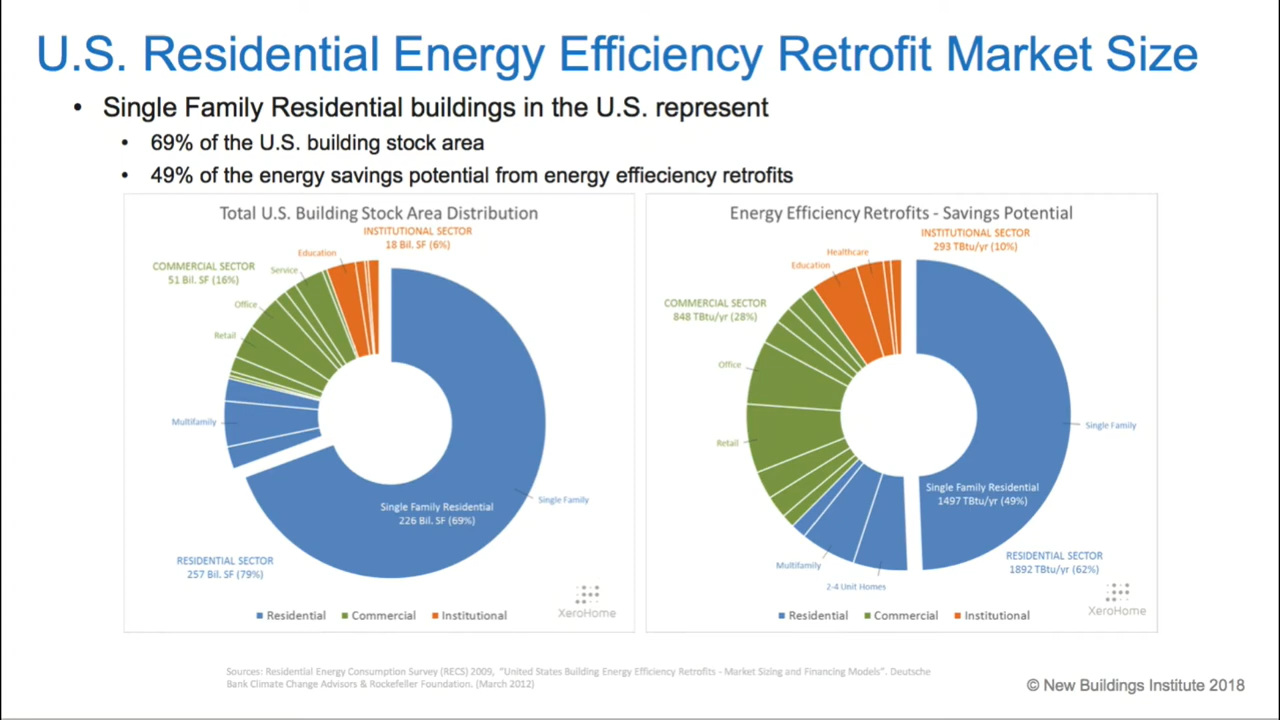 U.S. Residential Energy Efficiency Retrofit Market Size
• Single Family Residential buildings in the U.S. represent
• 69% of the U.S. building stock area
• 49% of the energy savings potential from energy effieciency retrofits
Total U.S. Building Stock Area Distribution
INSTITUTIONAL SECTOR
18 Bil. SF (6%)
Education
COMMERCIAL SECTOR
51 Bil. SF (16%)
Service
Office
Retail
Multifamily
Single Family
Single Family Residential
226 Bil. SF (69%)
RESIDENTIAL SECTOR
257 Bil. SF (79%)
XeroHome
Residential Commercial Institutional
Energy Efficiency Retrofits - Savings Potential
INSTITUTIONAL SECTOR
293 TBtu/yr (10%)
Healthcare
Education
COMMERCIAL SECTOR
848 TBtu/yr (28%)
Office
Retail
Single Family
Single Family Residential
1497 TBtu/yr (49%)
RESIDENTIAL SECTOR
1892 TBtu/yr (62%)
Multifamily
2-4 Unit Homes
XeroHome
Residential Commercial Institutional
Sources: Residential Energy Consumption Survey (RECS) 2009, "United States Building Energy Efficiency Retrofits - Market Sizing and Financing Models". Deutsche
Bank Climate Change Advisors & Rockefeller Foundation. (March 2012)
© New Buildings Institute 2018